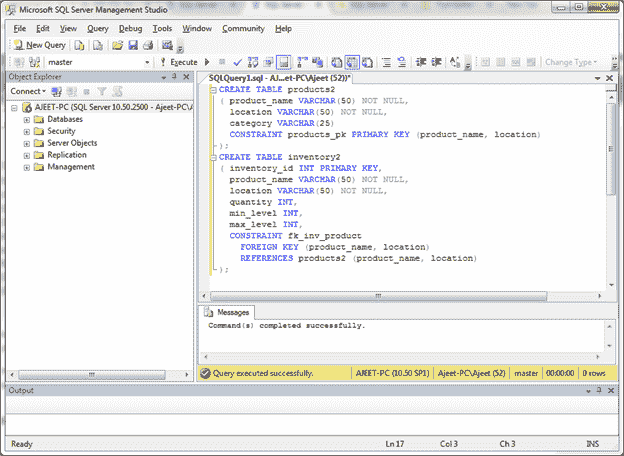 Microsoft SQL Server Management Studio
File Edit View Query Debug Tools Window Community Help
New Query
master Execute Change Type
Object Explorer
Connect
AJEET-PC (SQL Server 10.50.2500 - Ajeet-PC\A
Databases
Security
Server Objects
Replication
Management
SQLQuery1.sql - AJ...eet-PC\Ajeet (52))*
CREATE TABLE products2
( product_name VARCHAR(50) NOT NULL,
location VARCHAR(50) NOT NULL,
category VARCHAR(25)
CONSTRAINT products_pk PRIMARY KEY (product_name, location)
);
CREATE TABLE inventory2
( inventory_id INT PRIMARY KEY,
product_name VARCHAR(50) NOT NULL,
location VARCHAR(50) NOT NULL,
quantity INT,
min_level INT,
max_level INT,
CONSTRAINT fk_inv_product
FOREIGN KEY (product_name, location)
REFERENCES products2 (product_name, location)
);
Messages
Command(s) completed successfully.
Query executed successfully. AJEET-PC (10.50 SP1) Ajeet-PC\Ajeet (52) master 00:00:00 0 rows
Output
Ready Ln 17 Col 3 Ch 3 INS